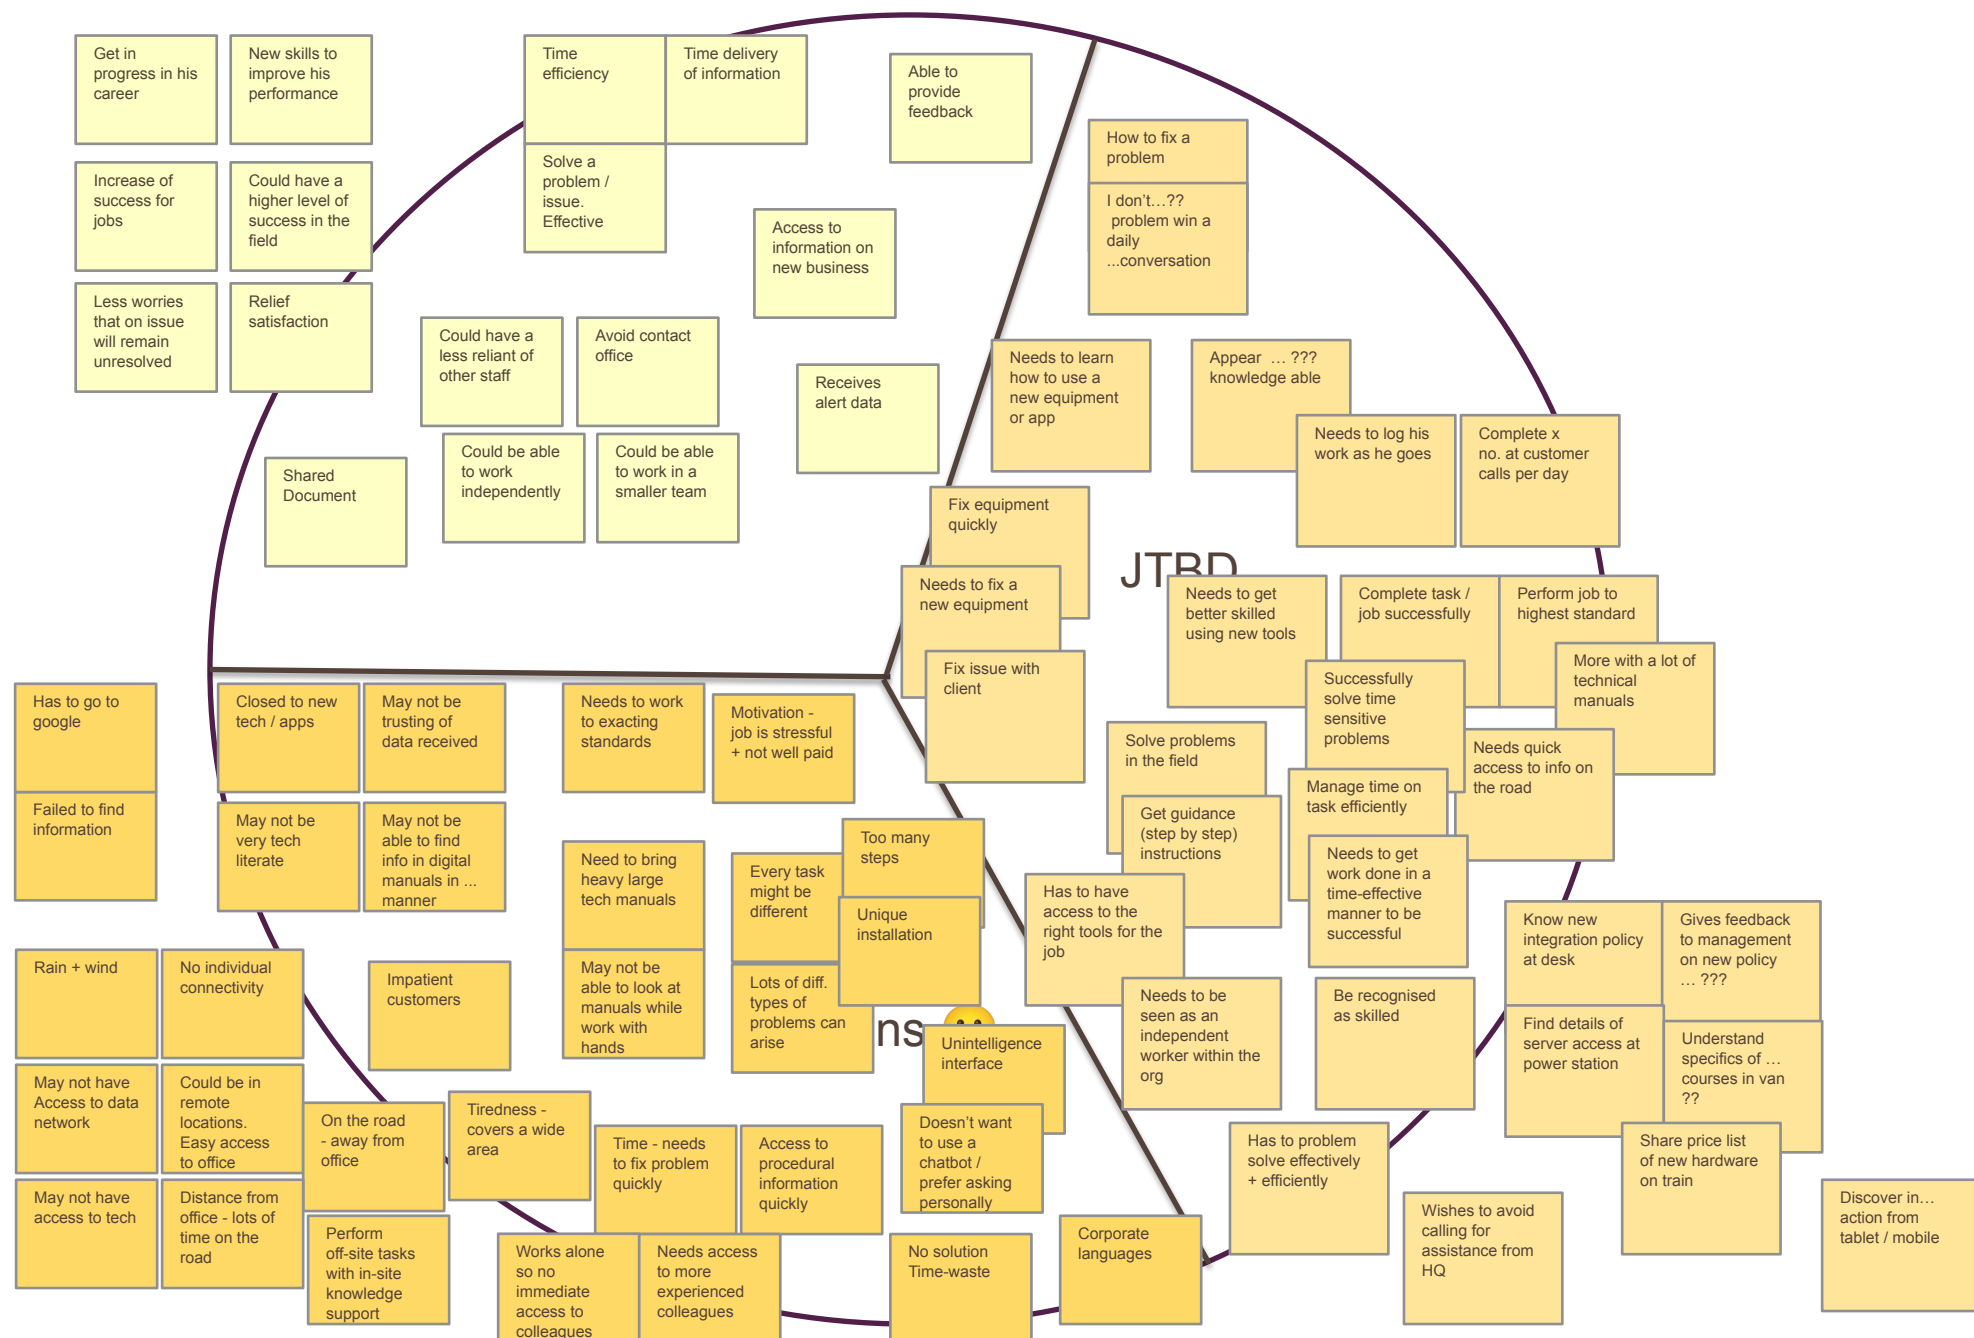 Get in
progress in his
career
New skills to
improve his
performance
Time
efficiency
Time delivery
of information
Able to
provide
feedback
Increase of
success for
jobs
Could have a
higher level of
success in the
field
Solve a
problem /
issue.
Effective
Access to
information on
new business
Less worries
that on issue
will remain
unresolved
Relief
satisfaction
Could have a
less reliant of
other staff
Avoid contact
office
Receives
alert data
Shared
Document
Could be able
to work
independently
Could be able
to work in a
smaller team
How to fix a
problem
I don't…??
problem win a
daily
...conversation
Needs to learn
how to use a
new equipment
or app
Appear … ???
knowledge able
Needs to log his
work as he goes
Complete x
no. at customer
calls per day
Fix equipment
quickly
Needs to fix a
new equipment
Fix issue with
client
JTBD
Needs to get
better skilled
using new tools
Complete task /
job successfully
Perform job to
highest standard
More with a lot of
technical
manuals
Successfully
solve time
sensitive
problems
Needs quick
access to info on
the road
Solve problems
in the field
Manage time on
task efficiently
Get guidance
(step by step)
instructions
Needs to get
work done in a
time-effective
manner to be
successful
Has to have
access to the
right tools for the
job
Needs to be
seen as an
independent
worker within the
org
Be recognised
as skilled
Know new
integration policy
at desk
Gives feedback
to management
on new policy
… ???
Find details of
server access at
power station
Understand
specifics of …
courses in van
??
Share price list
of new hardware
on train
Has to problem
solve effectively
+ efficiently
Wishes to avoid
calling for
assistance from
HQ
Discover in…
action from
tablet / mobile
Has to go to
google
Failed to find
information
Closed to new
tech / apps
May not be
trusting of
data received
May not be
very tech
literate
May not be
able to find
info in digital
manuals in ...
manner
Needs to work
to exacting
standards
Motivation -
job is stressful
+ not well paid
Need to bring
heavy large
tech manuals
May not be
able to look at
manuals while
work with
hands
Every task
might be
different
Too many
steps
Unique
installation
Lots of diff.
types of
problems can
arise
ns
Unintelligence
interface
Doesn't want
to use a
chatbot /
prefer asking
personally
Rain + wind
No individual
connectivity
Impatient
customers
May not have
Access to data
network
Could be in
remote
locations.
Easy access
to office
On the road
- away from
office
Tiredness -
covers a wide
area
Time - needs
to fix problem
quickly
Access to
procedural
information
quickly
May not have
access to tech
Distance from
office - lots of
time on the
road
Perform
off-site tasks
with in-site
knowledge
support
Works alone
so no
immediate
access to
colleagues
Needs access
to more
experienced
colleagues
No solution
Time-waste
Corporate
languages